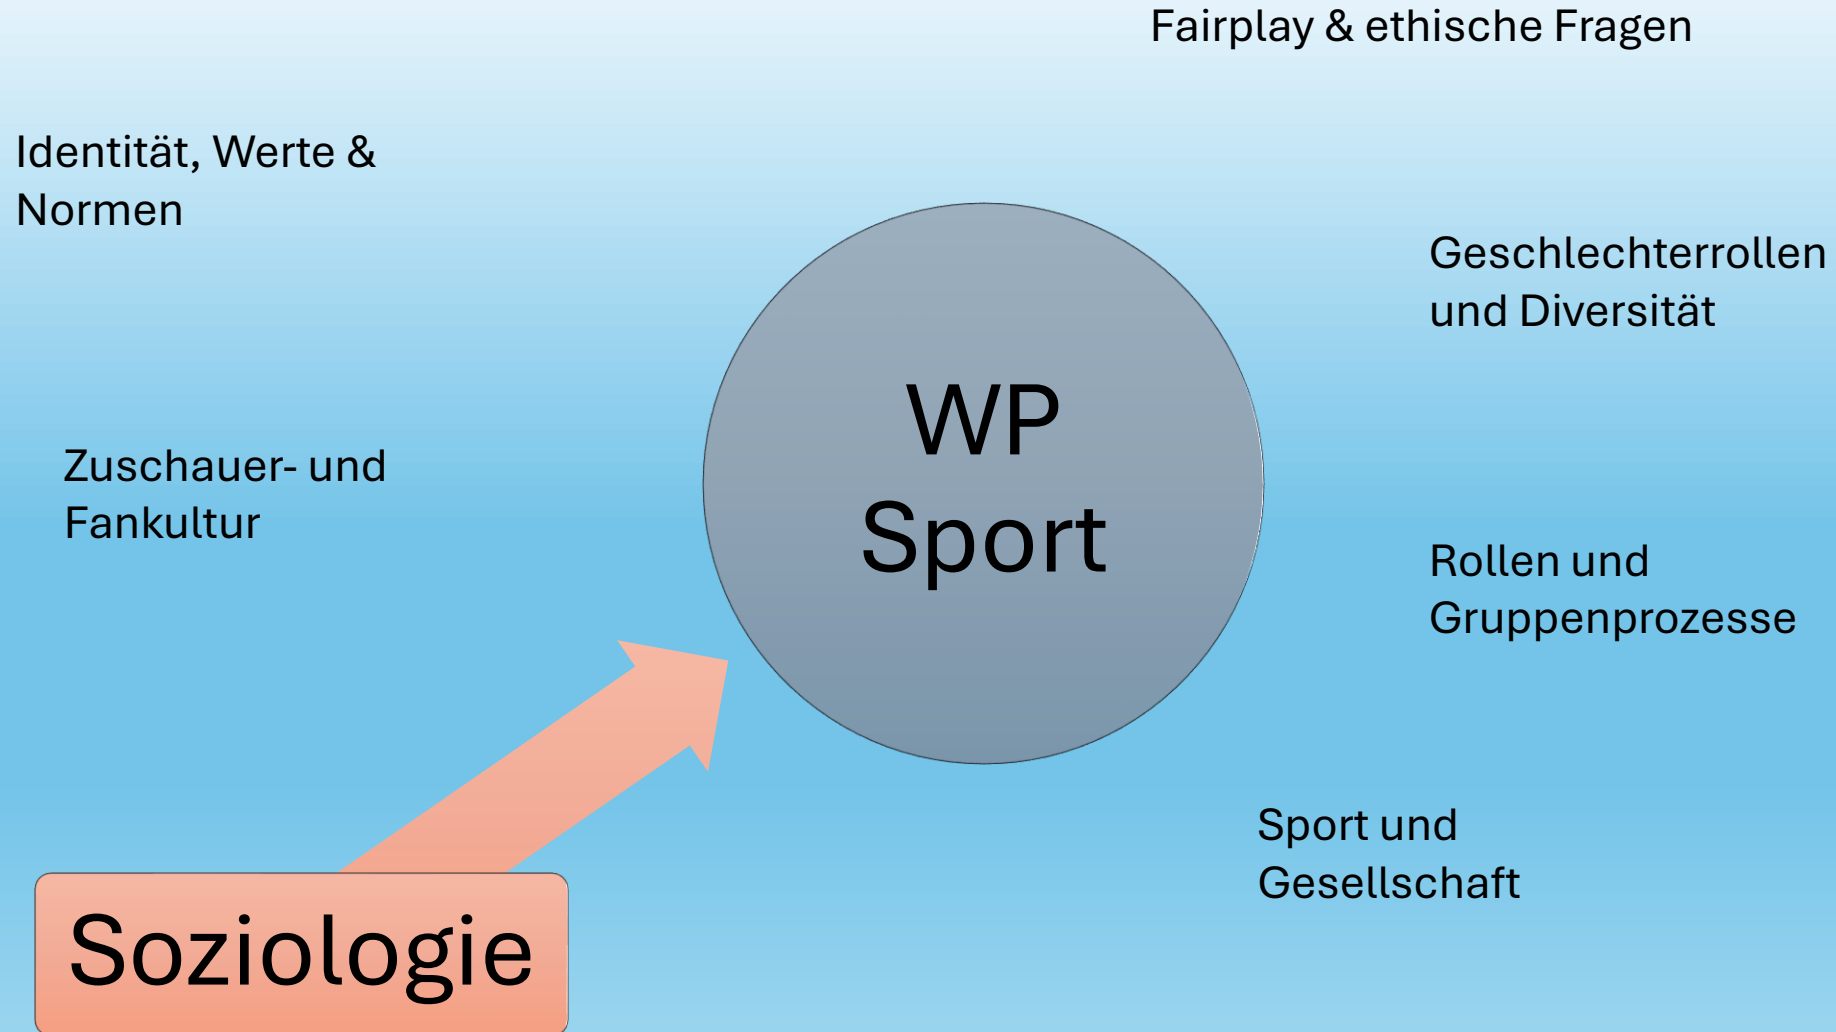 Fairplay & ethische Fragen
Identität, Werte &
Normen
Geschlechterrollen
und Diversität
WP
Sport
Zuschauer- und
Fankultur
Rollen und
Gruppenprozesse
Sport und
Gesellschaft
Soziologie